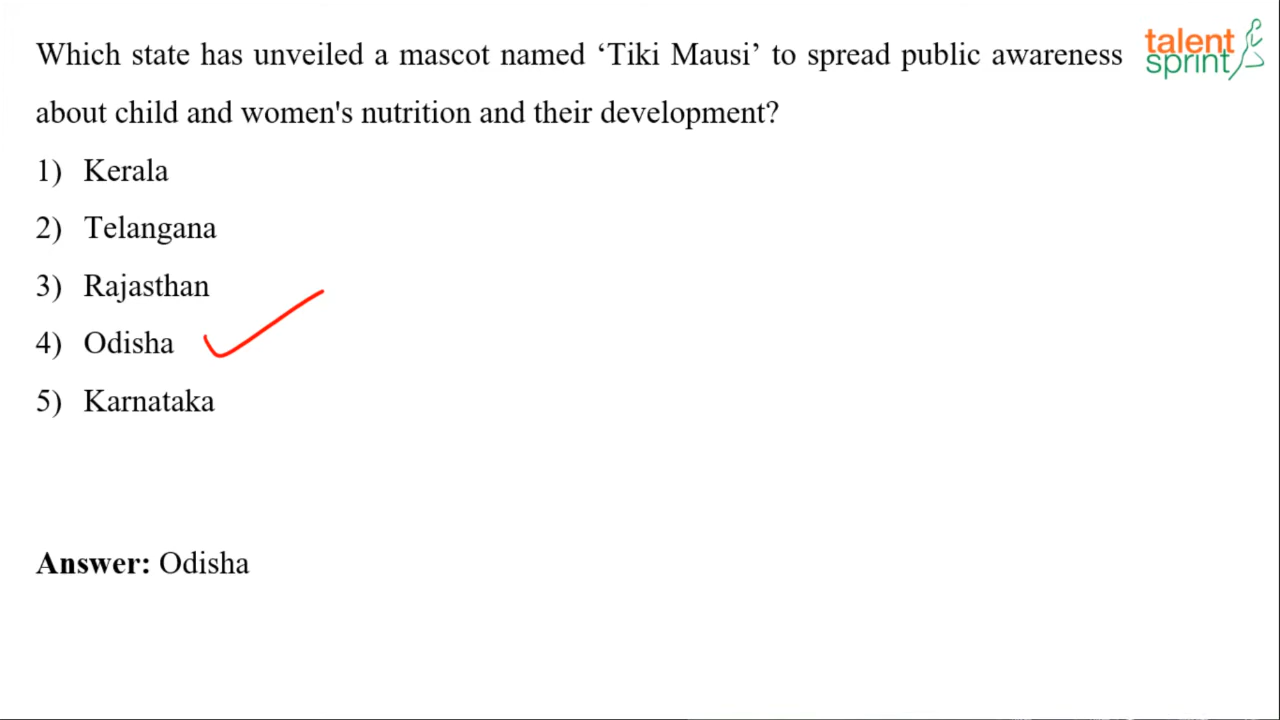 Which state has unveiled a mascot named ‘Tiki Mausi’ to spread public awareness
about child and women's nutrition and their development?
1) Kerala
2) Telangana
3) Rajasthan
4) Odisha
5) Karnataka
Answer: Odisha
talent
sprint